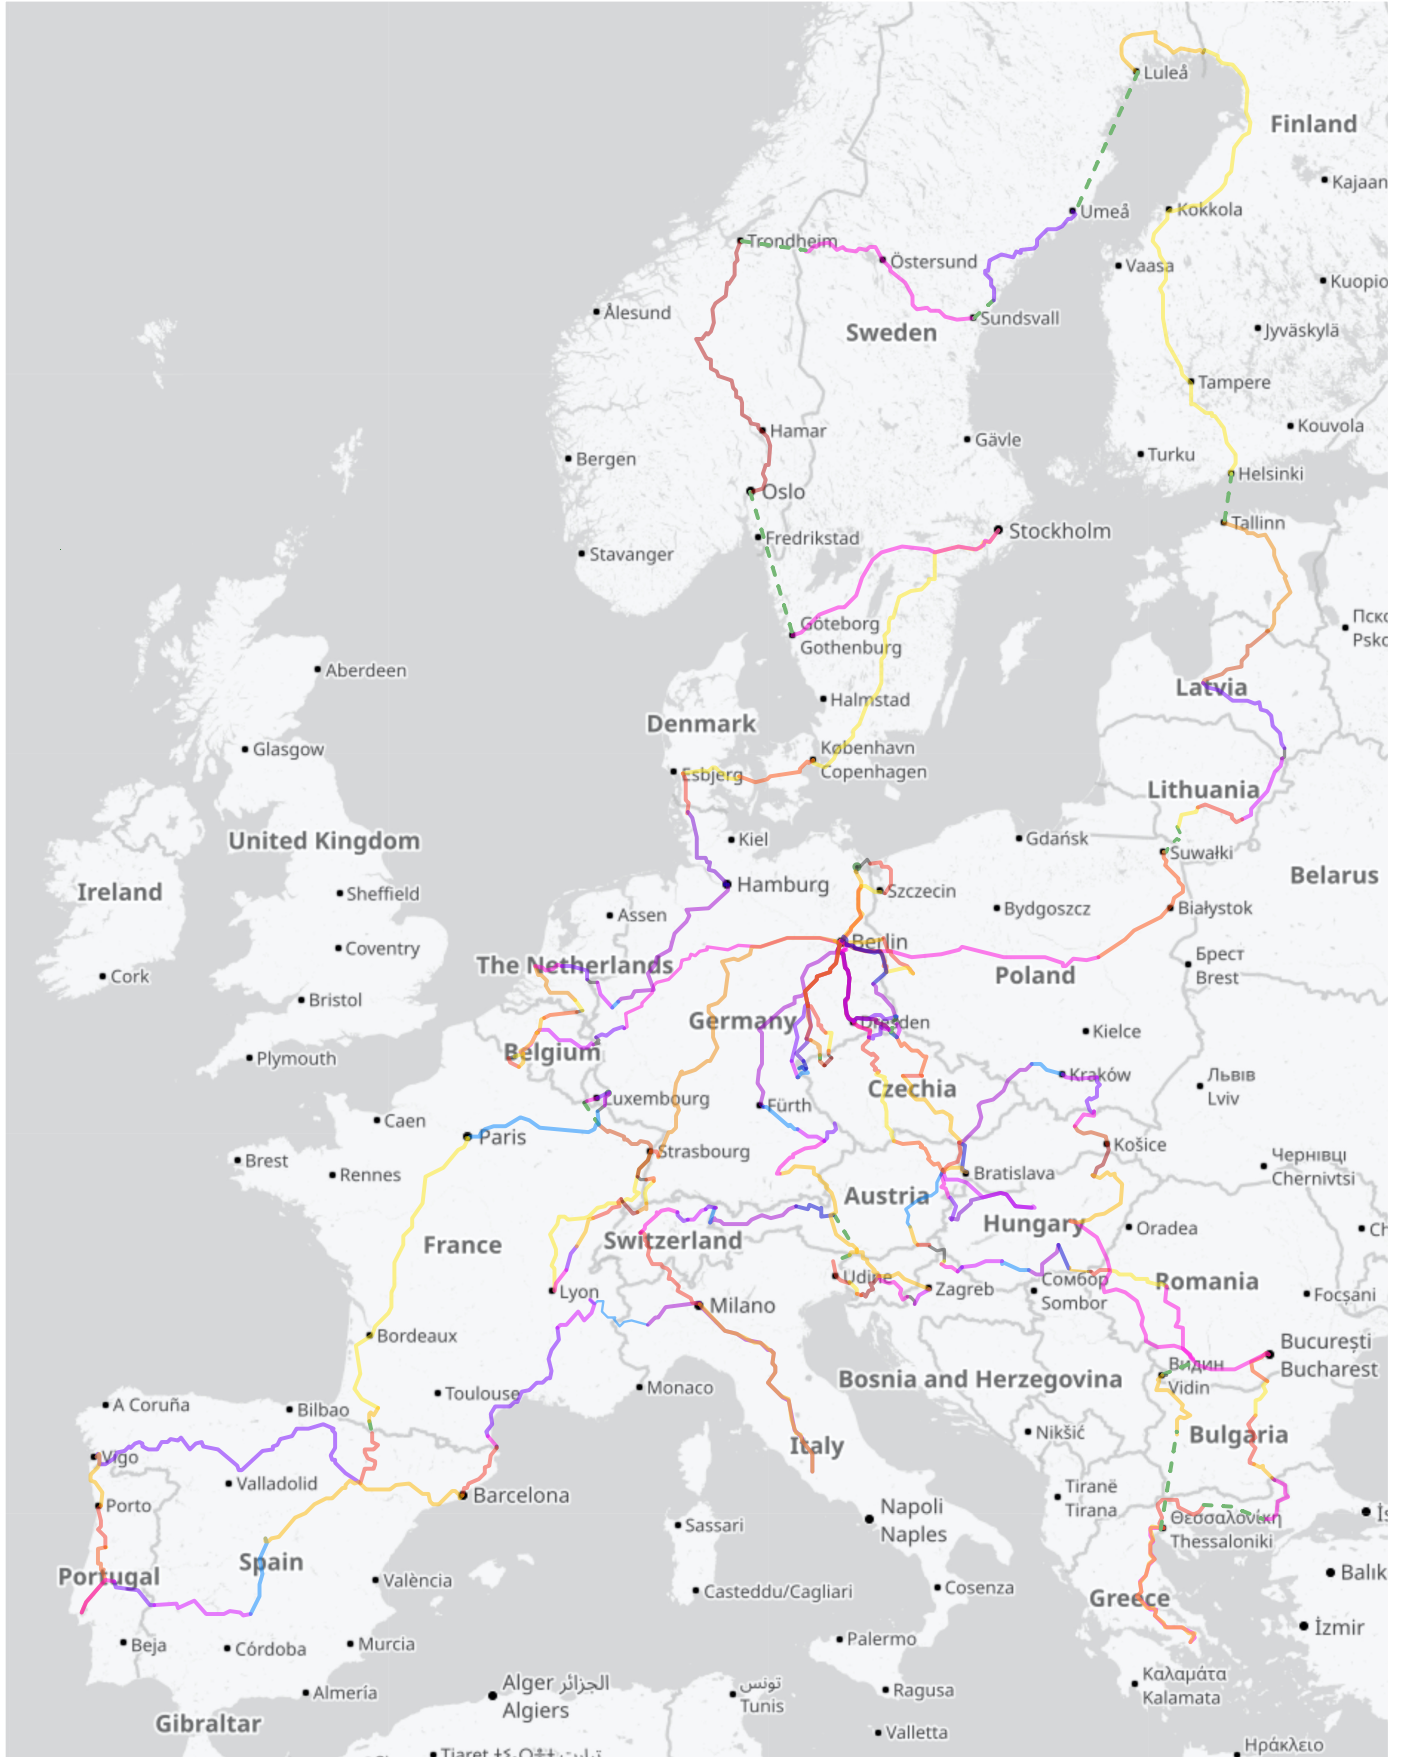 Luleå
Finland
Kajaan
Umeå
Kokkola
Trondheim
Östersund
Vaasa
Kuopio
Ålesund
Sundsvall
Sweden
Jyväskylä
Tampere
Hamar
Gävle
Kouvola
Bergen
Turku
Helsinki
Oslo
Tallinn
Fredrikstad
Stockholm
Stavanger
Göteborg
Gothenburg
Пско
Psko
Aberdeen
Latvia
Halmstad
Denmark
Glasgow
København
Copenhagen
Esbjerg
Lithuania
United Kingdom
Kiel
Gdańsk
Suwałki
Ireland
Sheffield
Hamburg
Szczecin
Belarus
Assen
Bydgoszcz
Białystok
Coventry
Berlin
The Netherlands
Poland
Брест
Brest
Cork
Bristol
Germany
Dresden
Kielce
Plymouth
Belgium
Czechia
Kraków
Львів
Lviv
Luxembourg
Fürth
Caen
Paris
Strasbourg
Košice
Brest
Rennes
Bratislava
Чернівці
Chernivtsi
Austria
Hungary
Oradea
Ch
France
Switzerland
Udine
Zagreb
Сомбор
Sombor
Romania
Focșani
Lyon
Milano
Bordeaux
București
Bucharest
Видин
Vidin
Toulouse
Monaco
Bosnia and Herzegovina
A Coruña
Bilbao
Nikšić
Bulgaria
Italy
Vigo
Valladolid
Barcelona
Tiranë
Tirana
Porto
Napoli
Naples
İs
Sassari
Θεσσαλονίκη
Thessaloniki
Spain
Portugal
València
Casteddu/Cagliari
Cosenza
Balık
Greece
Beja
Córdoba
Murcia
Palermo
İzmir
Almería
Alger الجزائر
Algiers
تونس
Tunis
Ragusa
Καλαμάτα
Kalamata
Gibraltar
Valletta
Ηράκλειο